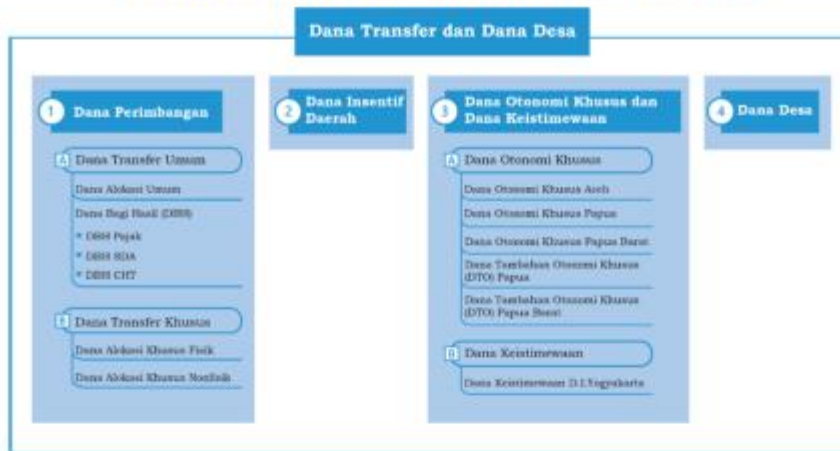 Dana Transfer dan Dana Desa
1 Dana Perimbangan
A Dana Transfer Umum
Dana Alokasi Umum
Dana Bagi Hasil (DBH)
* DBH Pajak
* DBH SDA
* DBH CHT
B Dana Transfer Khusus
Dana Alokasi Khusus Fisik
Dana Alokasi Khusus Nonfisik
2 Dana Insentif
Daerah
3 Dana Otonomi Khusus dan
Dana Keistimewaan
A Dana Otonomi Khusus
Dana Otonomi Khusus Aceh
Dana Otonomi Khusus Papua
Dana Otonomi Khusus Papua Barat
Dana Tambahan Otonomi Khusus
(DTO) Papua
Dana Tambahan Otonomi Khusus
(DTO) Papua Barat
B Dana Keistimewaan
Dana Keistimewaan D.I.Yogyakarta
4 Dana Desa